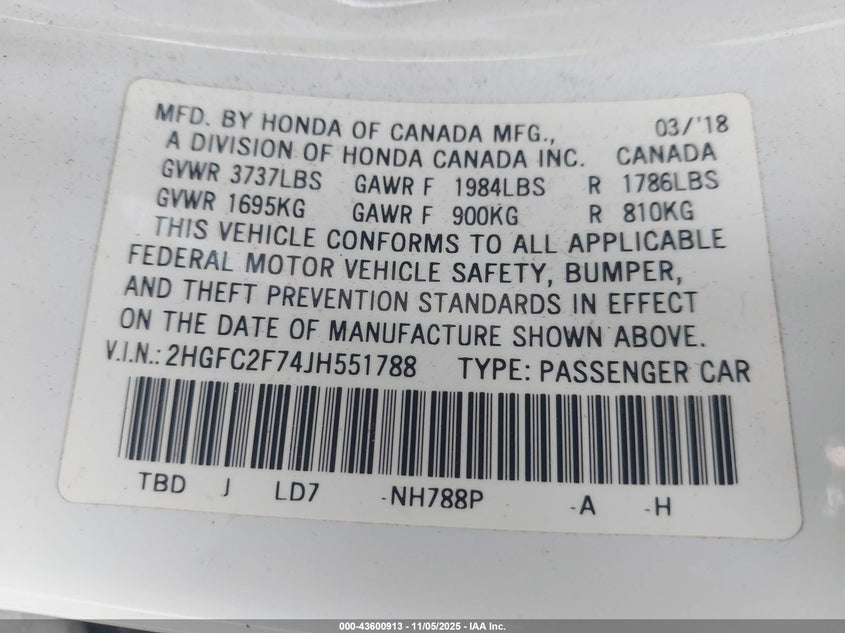 MFD. BY HONDA OF CANADA MFG., 03/'18
A DIVISION OF HONDA CANADA INC. CANADA
GVWR 3737LBS GAWR F 1984LBS R 1786LBS
GVWR 1695KG GAWR F 900KG R 810KG
THIS VEHICLE CONFORMS TO ALL APPLICABLE
FEDERAL MOTOR VEHICLE SAFETY, BUMPER,
AND THEFT PREVENTION STANDARDS IN EFFECT
ON THE DATE OF MANUFACTURE SHOWN ABOVE.
V.I.N.: 2HGFC2F74JH551788 TYPE: PASSENGER CAR
TBD J LD7 -NH788P -A -H
000-43600913 - 11/05/2025 - IAA Inc.